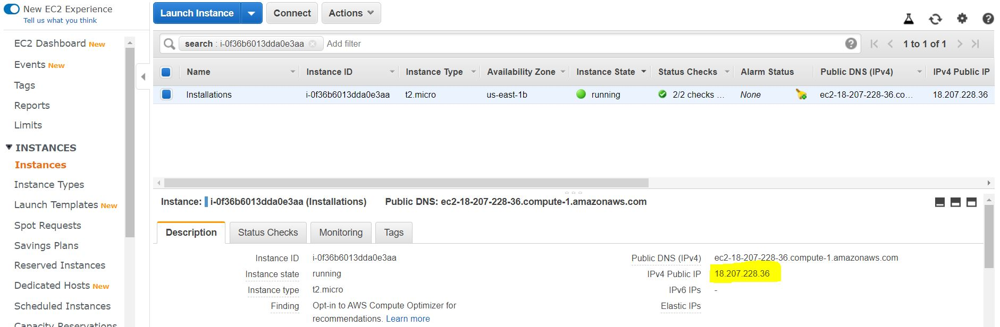 New EC2 Experience
Tell us what you think
EC2 Dashboard New
Events New
Tags
Reports
Limits
INSTANCES
Instances
Instance Types
Launch Templates New
Spot Requests
Savings Plans
Reserved Instances
Dedicated Hosts New
Scheduled Instances
Capacity Reservations
Launch Instance Connect Actions
search : i-0f36b6013dda0e3aa Add filter 1 to 1 of 1
Name Instance ID Instance Type Availability Zone Instance State Status Checks Alarm Status Public DNS (IPv4) IPv4 Public IP
Installations i-0f36b6013dda0e3aa t2.micro us-east-1b running 2/2 checks ... None ec2-18-207-228-36.co... 18.207.228.36
Instance: i-0f36b6013dda0e3aa (Installations) Public DNS: ec2-18-207-228-36.compute-1.amazonaws.com
Description Status Checks Monitoring Tags
Instance ID i-0f36b6013dda0e3aa Public DNS (IPv4) ec2-18-207-228-36.compute-1.amazonaws.com
Instance state running IPv4 Public IP 18.207.228.36
Instance type t2.micro IPv6 IPs -
Finding Opt-in to AWS Compute Optimizer for Elastic IPs
recommendations. Learn more